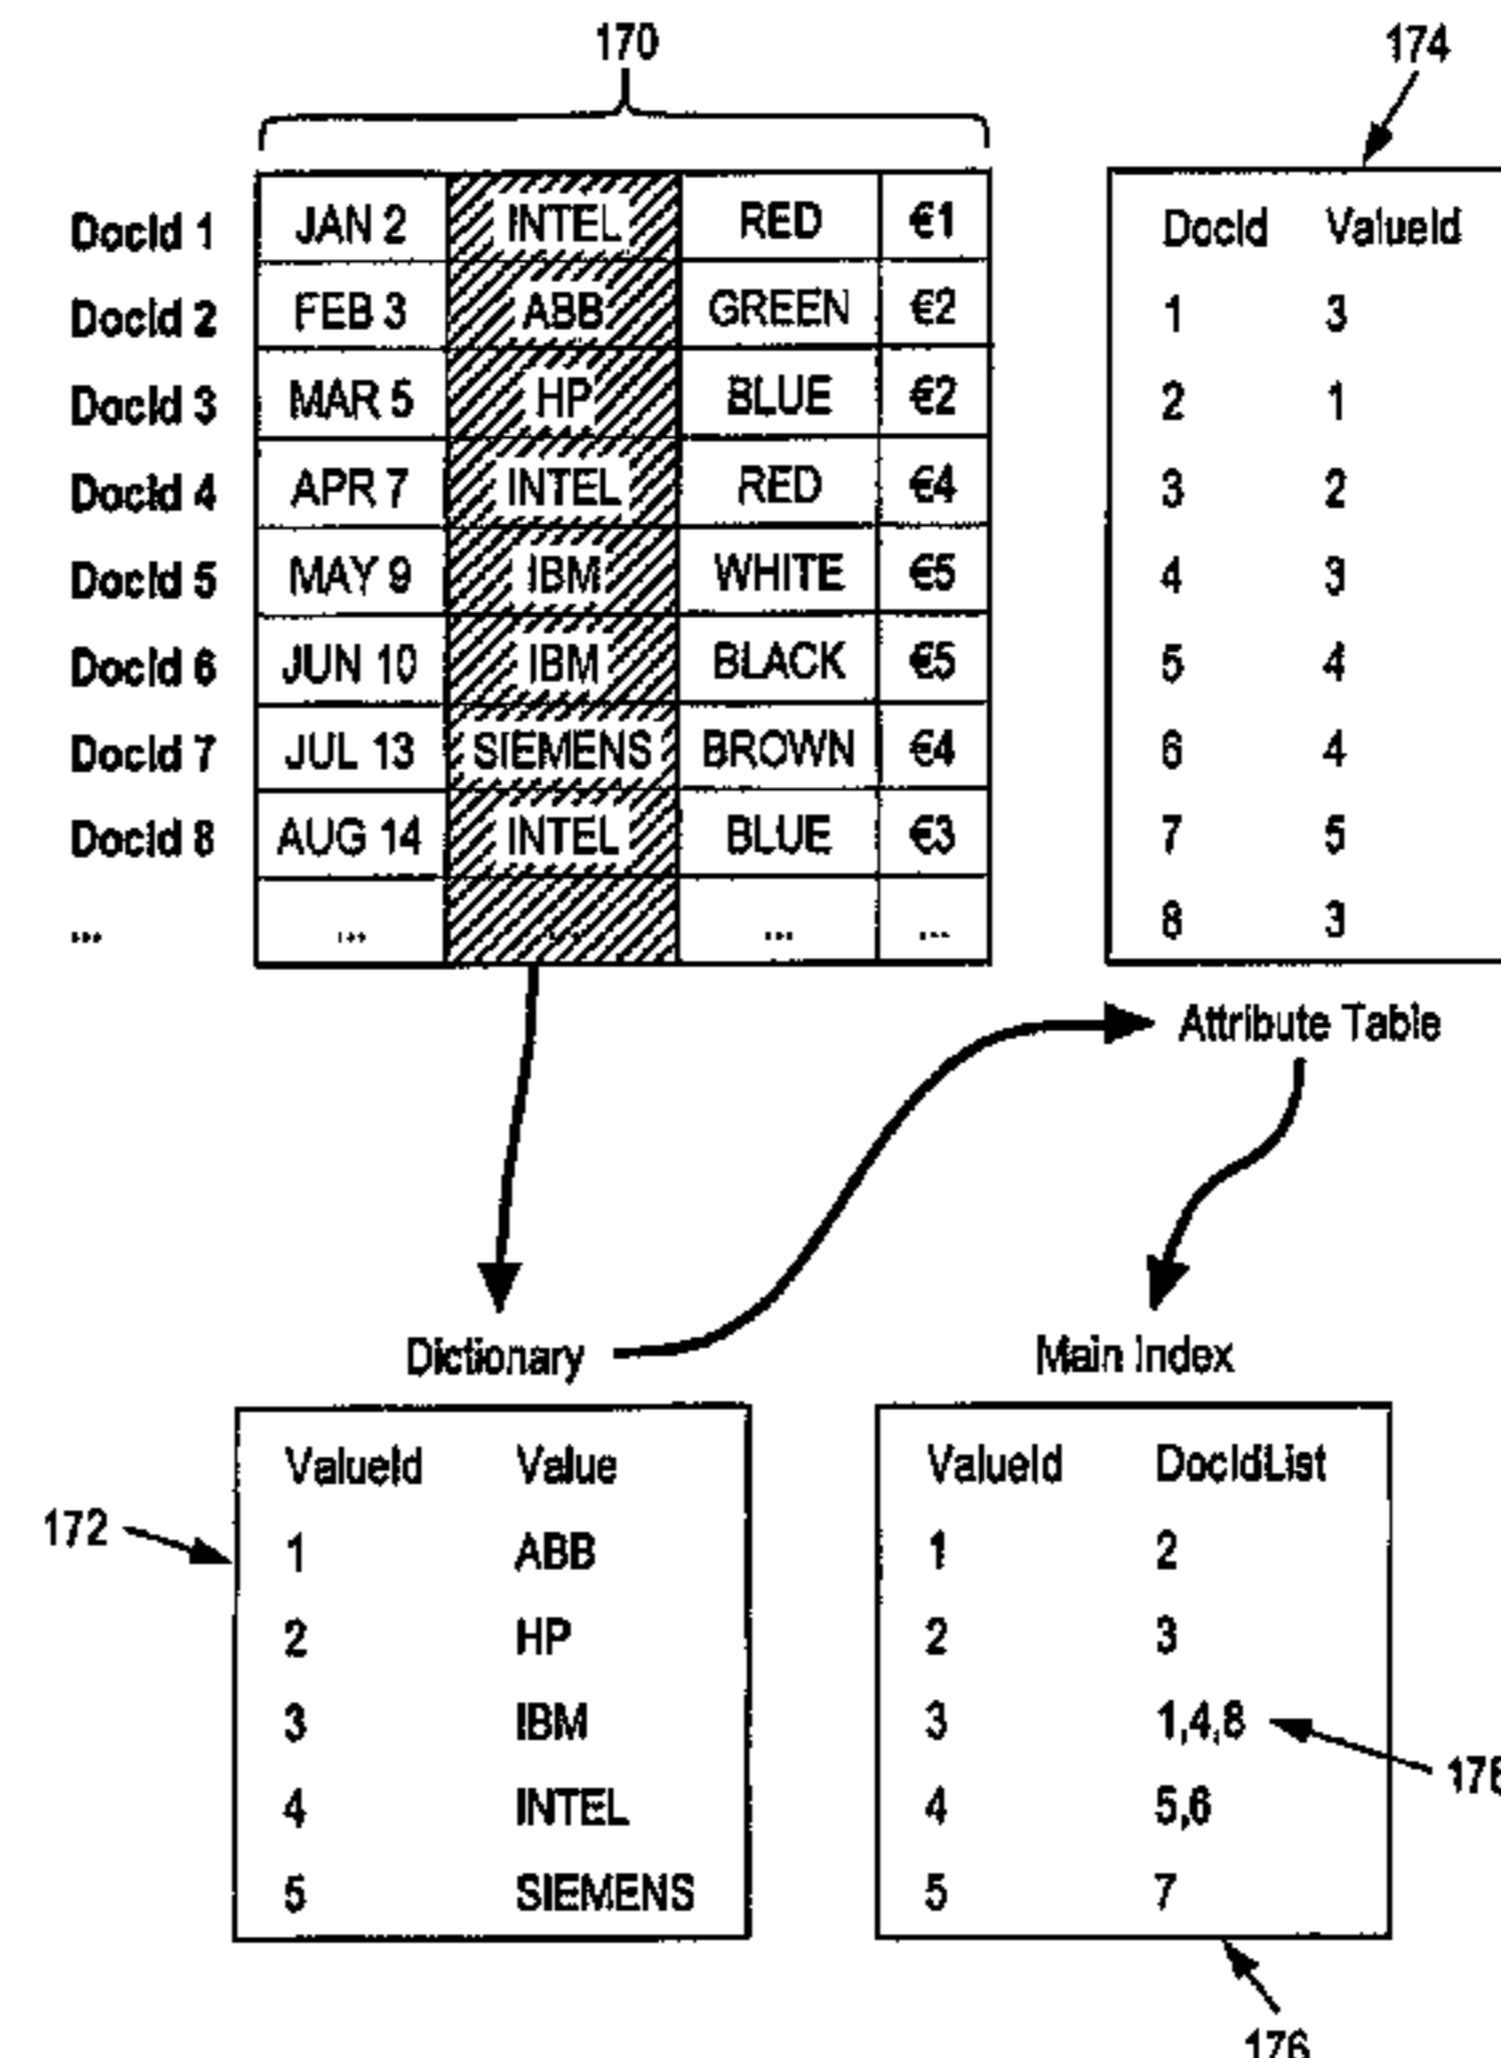 170
174
DocId 1 JAN 2 INTEL RED €1
DocId 2 FEB 3 ABB GREEN €2
DocId 3 MAR 5 HP BLUE €2
DocId 4 APR 7 INTEL RED €4
DocId 5 MAY 9 IBM WHITE €5
DocId 6 JUN 10 IBM BLACK €5
DocId 7 JUL 13 SIEMENS BROWN €4
DocId 8 AUG 14 INTEL BLUE €3
... ... ... ... ...
DocId ValueId
1 3
2 1
3 2
4 3
5 4
6 4
7 5
8 3
Attribute Table
Dictionary
ValueId Value
1 ABB
2 HP
3 IBM
4 INTEL
5 SIEMENS
172
Main Index
ValueId DocIdList
1 2
2 3
3 1,4,8
4 5,6
5 7
176